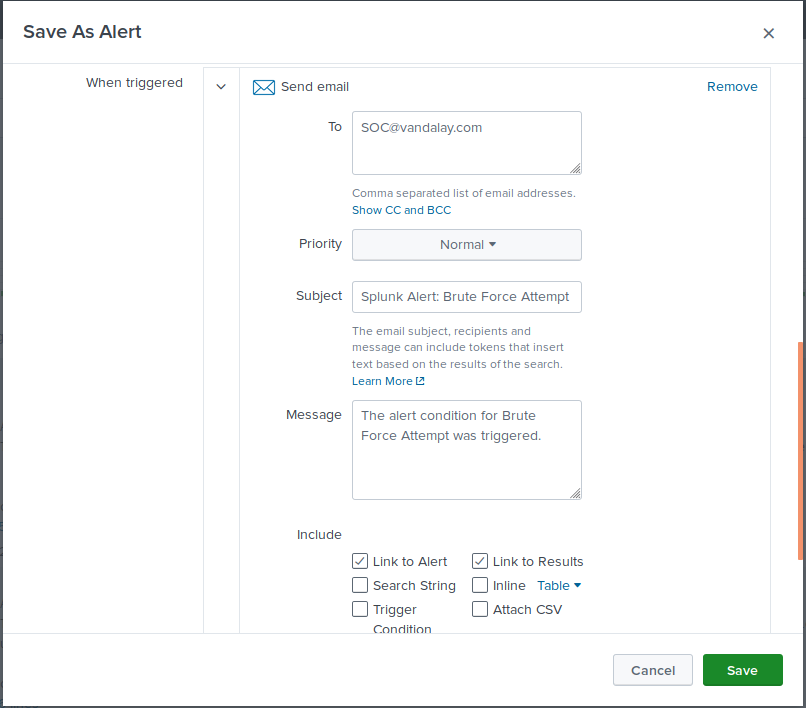 Save As Alert
When triggered
Send email
Remove
To
SOC@vandalay.com
Comma separated list of email addresses.
Show CC and BCC
Priority
Normal
Subject
Splunk Alert: Brute Force Attempt
The email subject, recipients and
message can include tokens that insert
text based on the results of the search.
Learn More
Message
The alert condition for Brute
Force Attempt was triggered.
Include
Link to Alert
Link to Results
Search String
Inline Table
Trigger
Condition
Attach CSV
Cancel
Save